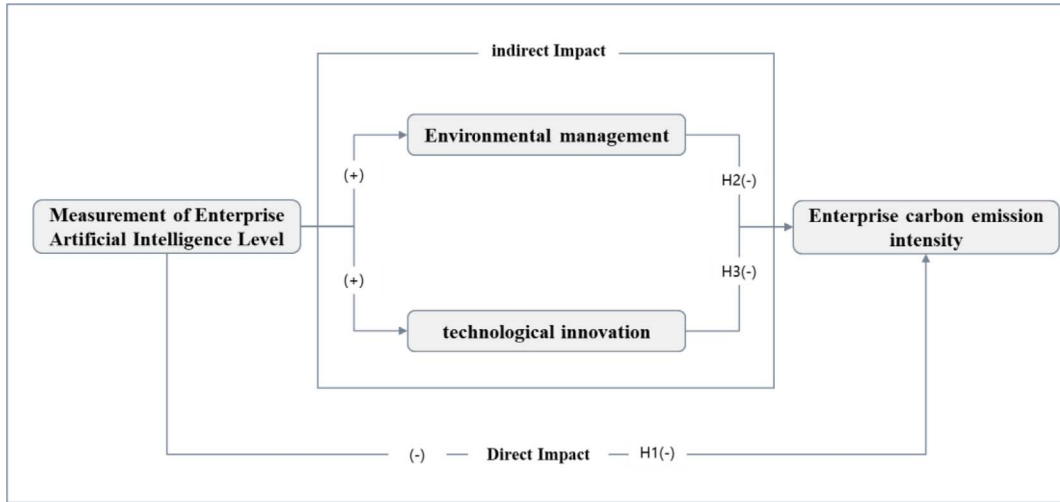 indirect Impact
Environmental management
(+)
H2(-)
Measurement of Enterprise
Artificial Intelligence Level
Enterprise carbon emission
intensity
(+)
H3(-)
technological innovation
(-)
Direct Impact
H1(-)